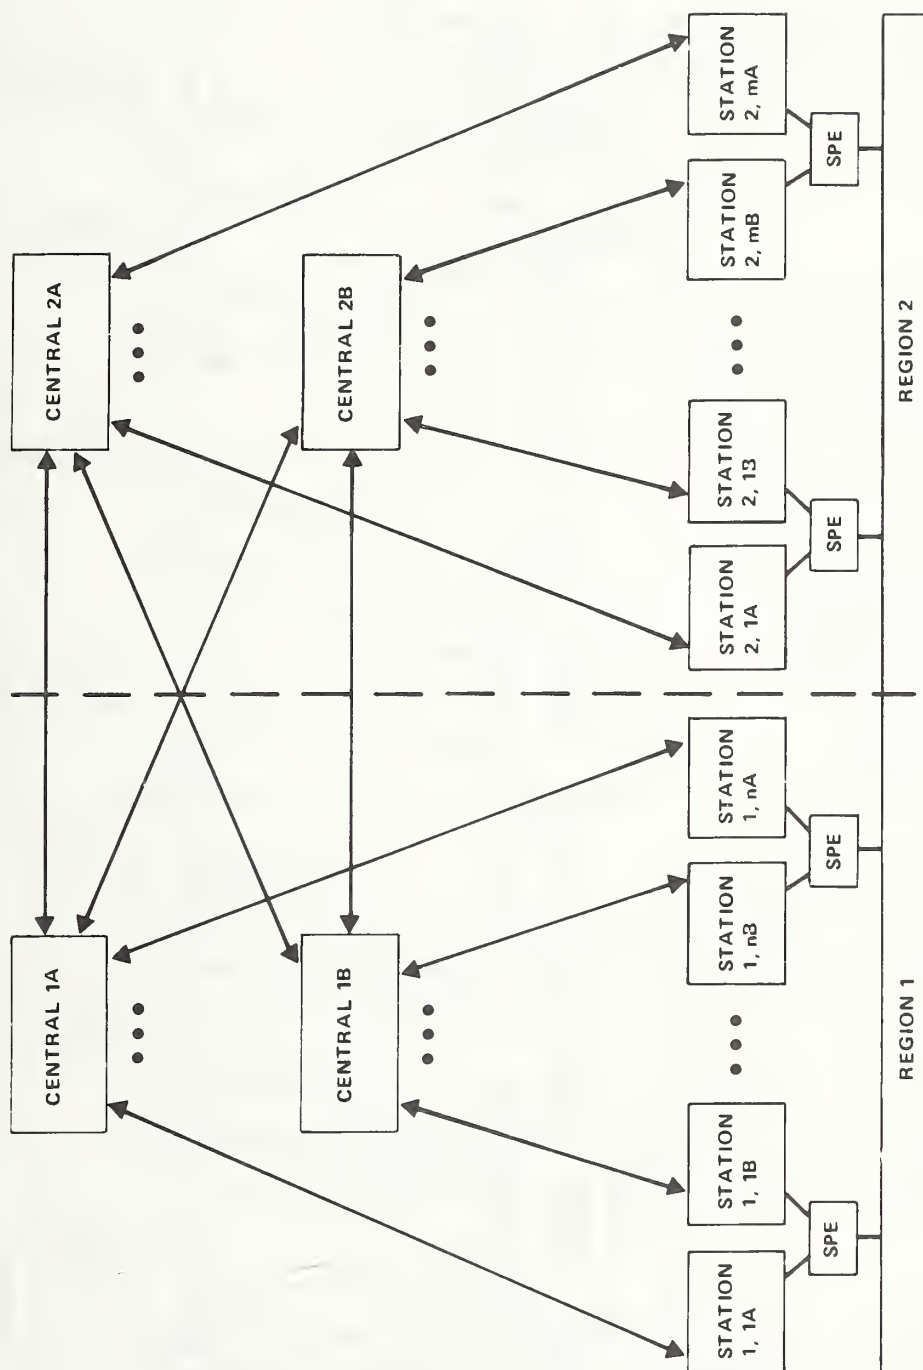 CENTRAL 1A
CENTRAL 2A
CENTRAL 1B
CENTRAL 2B
STATION
1, 1A
STATION
1, 1B
STATION
1, nB
STATION
1, nA
STATION
2, 1A
STATION
2, 1B
STATION
2, mB
STATION
2, mA
SPE
SPE
SPE
SPE
REGION 1
REGION 2